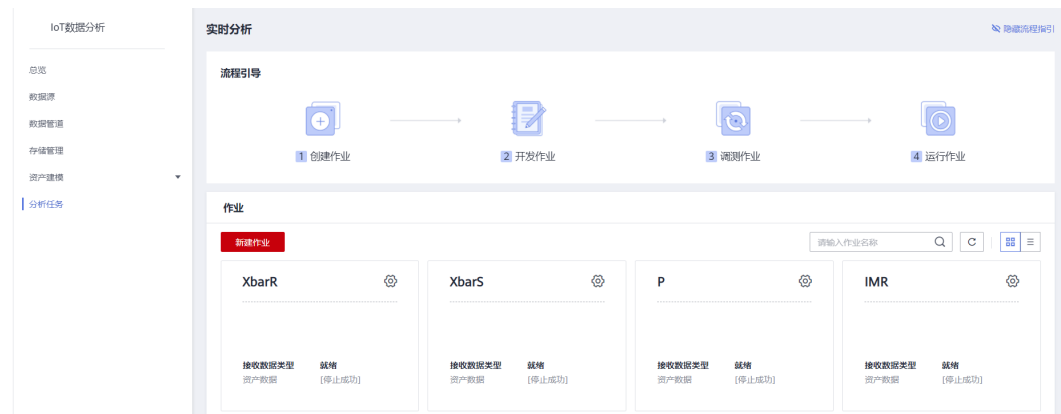 IoT数据分析
总览
数据源
数据管道
存储管理
资产建模
分析任务
实时分析
隐藏流程指引
流程引导
1 创建作业
2 开发作业
3 调测作业
4 运行作业
作业
新建作业
请输入作业名称
XbarR
接收数据类型 就绪
资产数据 [停止成功]
XbarS
接收数据类型 就绪
资产数据 [停止成功]
P
接收数据类型 就绪
资产数据 [停止成功]
IMR
接收数据类型 就绪
资产数据 [停止成功]